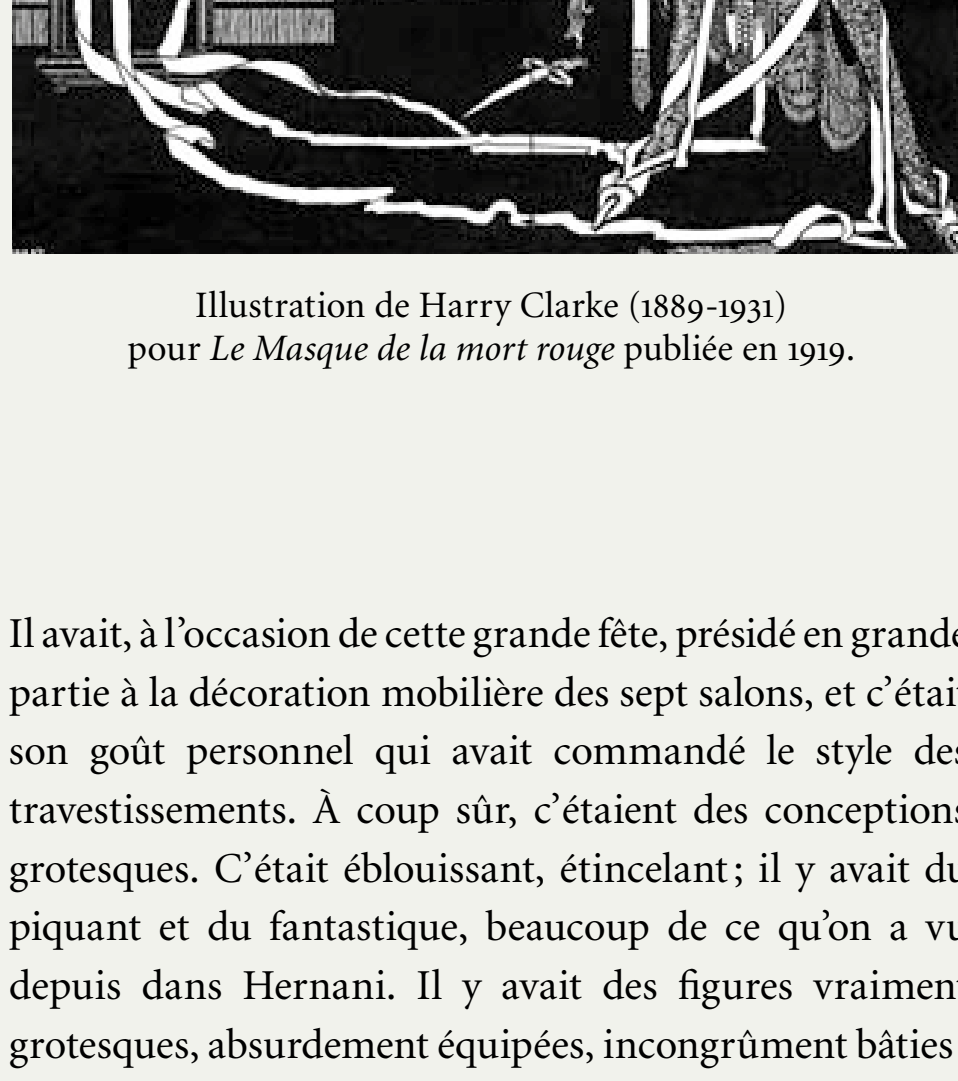 Illustration de Harry Clarke (1889-1931)
pour Le Masque de la mort rouge publiée en 1919.
Il avait, à l’occasion de cette grande fête, présidé en grande
partie à la décoration mobilière des sept salons, et c’était
son goût personnel qui avait commandé le style des
travestissements. À coup sûr, c’étaient des conceptions
grotesques. C’était éblouissant, étincelant ; il y avait du
piquant et du fantastique, beaucoup de ce qu’on a vu
depuis dans Hernani. Il y avait des figures vraiment
grotesques, absurdement équipées, incongrûment bâties